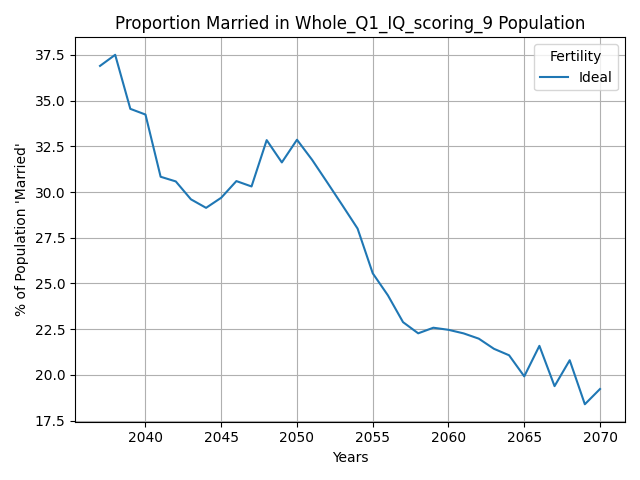 Proportion Married in Whole_Q1_IQ_scoring_9 Population
Fertility
Ideal
% of Population 'Married'
37.5
35.0
32.5
30.0
27.5
25.0
22.5
20.0
17.5
2040 2045 2050 2055 2060 2065 2070
Years